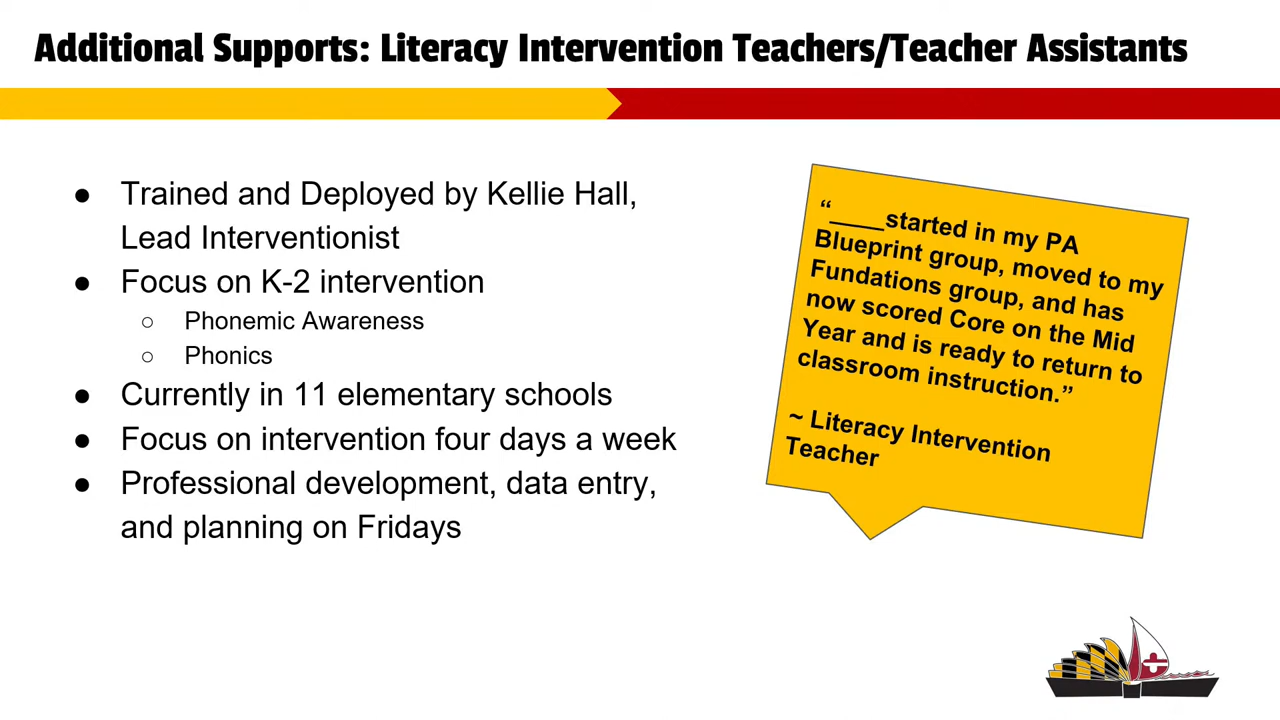 Additional Supports: Literacy Intervention Teachers/Teacher Assistants
● Trained and Deployed by Kellie Hall,
Lead Interventionist
● Focus on K-2 intervention
○ Phonemic Awareness
○ Phonics
● Currently in 11 elementary schools
● Focus on intervention four days a week
● Professional development, data entry,
and planning on Fridays
“____started in my PA
Blueprint group, moved to my
Fundations group, and has
now scored Core on the Mid
Year and is ready to return to
classroom instruction.”
~ Literacy Intervention
Teacher